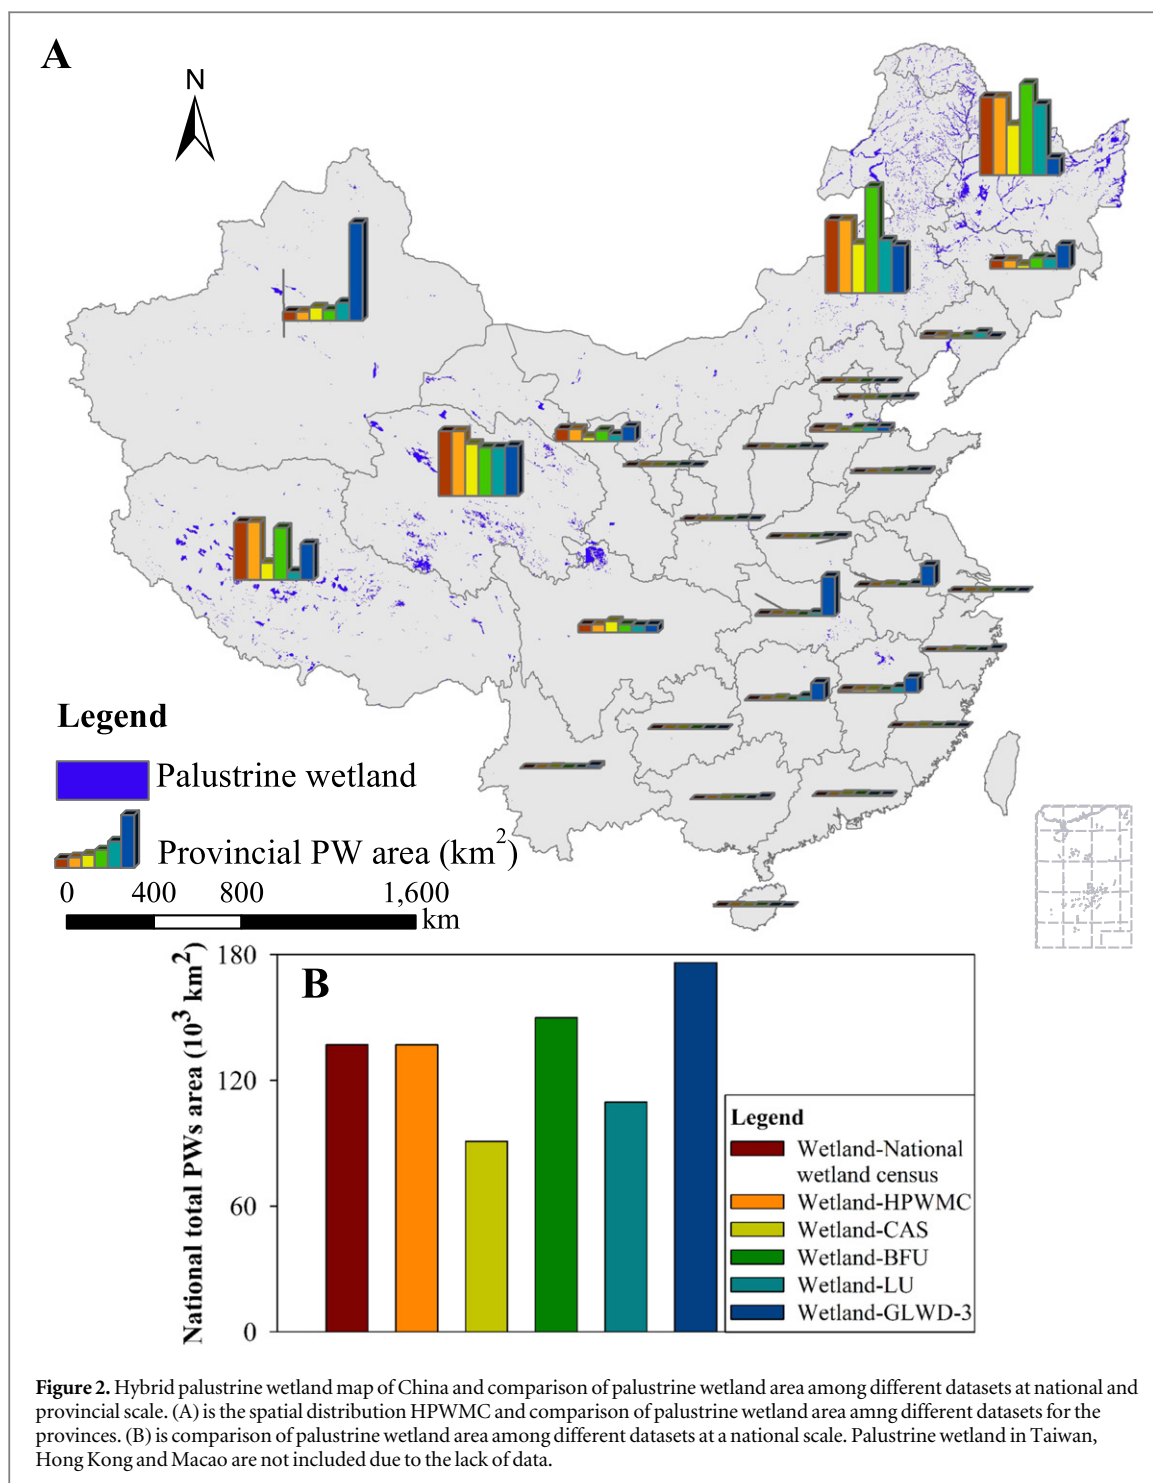 A
N
Legend
Palustrine wetland
Provincial PW area (km²)
0 400 800 1,600
km
B
National total PWs area (10³ km²)
180
120
60
0
Legend
Wetland-National
wetland census
Wetland-HPWMC
Wetland-CAS
Wetland-BFU
Wetland-LU
Wetland-GLWD-3
Figure 2. Hybrid palustrine wetland map of China and comparison of palustrine wetland area among different datasets at national and
provincial scale. (A) is the spatial distribution HPWMC and comparison of palustrine wetland area amng different datasets for the
provinces. (B) is comparison of palustrine wetland area among different datasets at a national scale. Palustrine wetland in Taiwan,
Hong Kong and Macao are not included due to the lack of data.